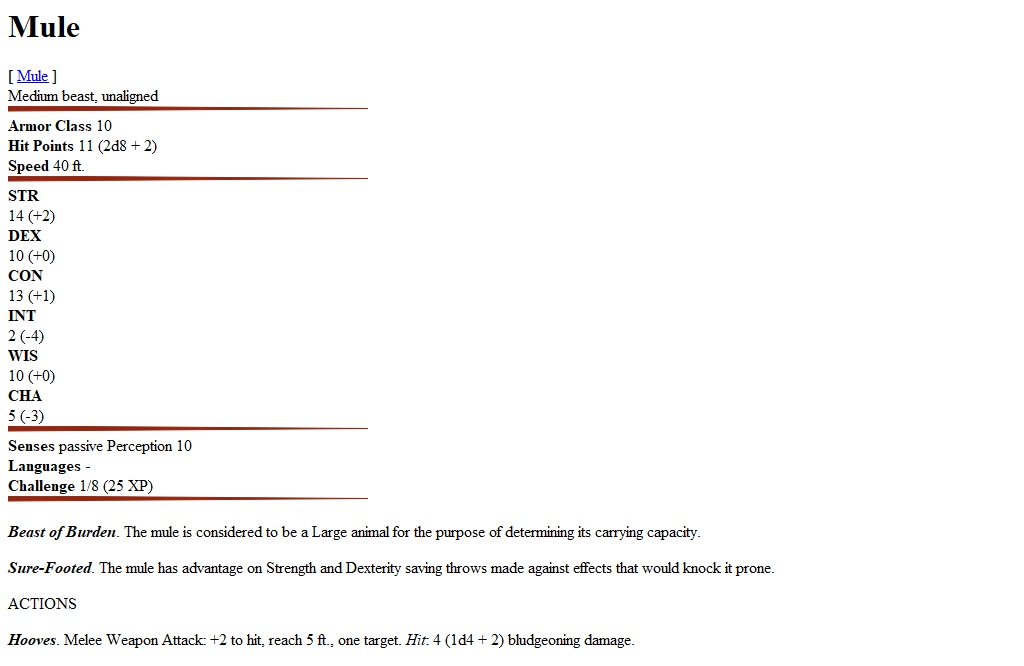 Mule
[ Mule ]
Medium beast, unaligned
Armor Class 10
Hit Points 11 (2d8 + 2)
Speed 40 ft.
STR
14 (+2)
DEX
10 (+0)
CON
13 (+1)
INT
2 (-4)
WIS
10 (+0)
CHA
5 (-3)
Senses passive Perception 10
Languages -
Challenge 1/8 (25 XP)
Beast of Burden. The mule is considered to be a Large animal for the purpose of determining its carrying capacity.
Sure-Footed. The mule has advantage on Strength and Dexterity saving throws made against effects that would knock it prone.
ACTIONS
Hooves. Melee Weapon Attack: +2 to hit, reach 5 ft., one target. Hit: 4 (1d4 + 2) bludgeoning damage.